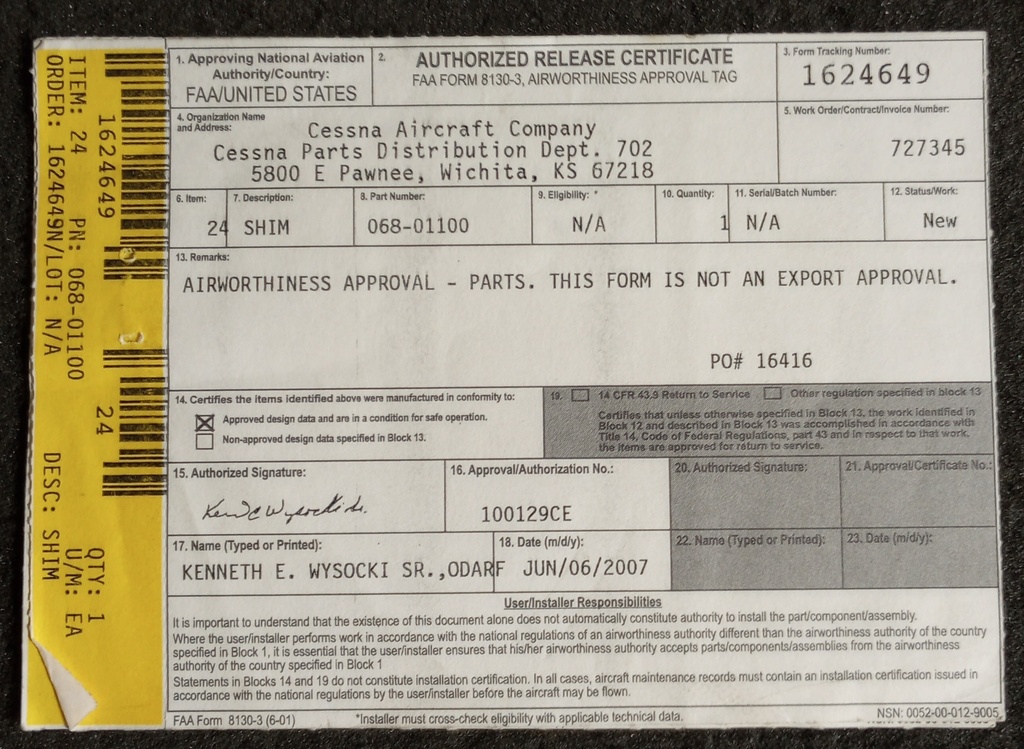 ITEM: 24 PN: 068-01100 QTY: 1
ORDER: 1624649N/LOT: N/A DESC: SHIM U/M: EA
1624649
24
1. Approving National Aviation
Authority/Country:
FAA/UNITED STATES
2.
AUTHORIZED RELEASE CERTIFICATE
FAA FORM 8130-3, AIRWORTHINESS APPROVAL TAG
3. Form Tracking Number:
1624649
4. Organization Name
and Address:
Cessna Aircraft Company
Cessna Parts Distribution Dept. 702
5800 E Pawnee, Wichita, KS 67218
5. Work Order/Contract/Invoice Number:
727345
6. Item:
24
7. Description:
SHIM
8. Part Number:
068-01100
9. Eligibility: *
N/A
10. Quantity:
1
11. Serial/Batch Number:
N/A
12. Status/Work:
New
13. Remarks:
AIRWORTHINESS APPROVAL - PARTS. THIS FORM IS NOT AN EXPORT APPROVAL.
PO# 16416
14. Certifies the items identified above were manufactured in conformity to:
Approved design data and are in a condition for safe operation.
Non-approved design data specified in Block 13.
19. 14 CFR 43.9 Return to Service Other regulation specified in block 13
Certifies that unless otherwise specified in Block 13, the work identified in
Block 12 and described in Block 13 was accomplished in accordance with
Title 14, Code of Federal Regulations, part 43 and in respect to that work,
the items are approved for return to service.
15. Authorized Signature:
16. Approval/Authorization No.:
100129CE
20. Authorized Signature:
21. Approval/Certificate No.:
17. Name (Typed or Printed):
KENNETH E. WYSOCKI SR.,ODARF
18. Date (m/d/y):
JUN/06/2007
22. Name (Typed or Printed):
23. Date (m/d/y):
User/Installer Responsibilities
It is important to understand that the existence of this document alone does not automatically constitute authority to install the part/component/assembly.
Where the user/installer performs work in accordance with the national regulations of an airworthiness authority different than the airworthiness authority of the country
specified in Block 1, it is essential that the user/installer ensures that his/her airworthiness authority accepts parts/components/assemblies from the airworthiness
authority of the country specified in Block 1
Statements in Blocks 14 and 19 do not constitute installation certification. In all cases, aircraft maintenance records must contain an installation certification issued in
accordance with the national regulations by the user/installer before the aircraft may be flown.
FAA Form 8130-3 (6-01)
*Installer must cross-check eligibility with applicable technical data.
NSN: 0052-00-012-9005